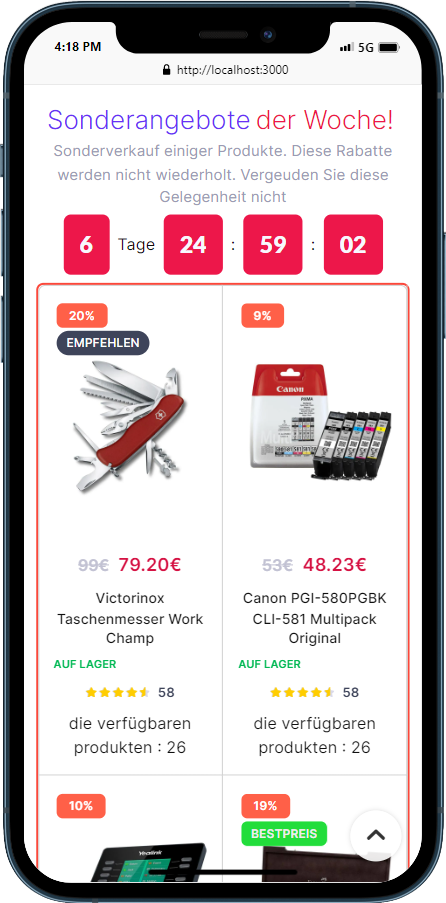 4:18 PM
5G
http://localhost:3000
Sonderangebote der Woche!
Sonderverkauf einiger Produkte. Diese Rabatte
werden nicht wiederholt. Vergeuden Sie diese
Gelegenheit nicht
6 Tage 24 : 59 : 02
20%
EMPFEHLEN
99€ 79.20€
Victorinox
Taschenmesser Work
Champ
AUF LAGER
58
die verfügbaren
produkten : 26
9%
Canon
PIXMA
53€ 48.23€
Canon PGI-580PGBK
CLI-581 Multipack
Original
AUF LAGER
58
die verfügbaren
produkten : 26
10%
Yealink
19%
BESTPREIS